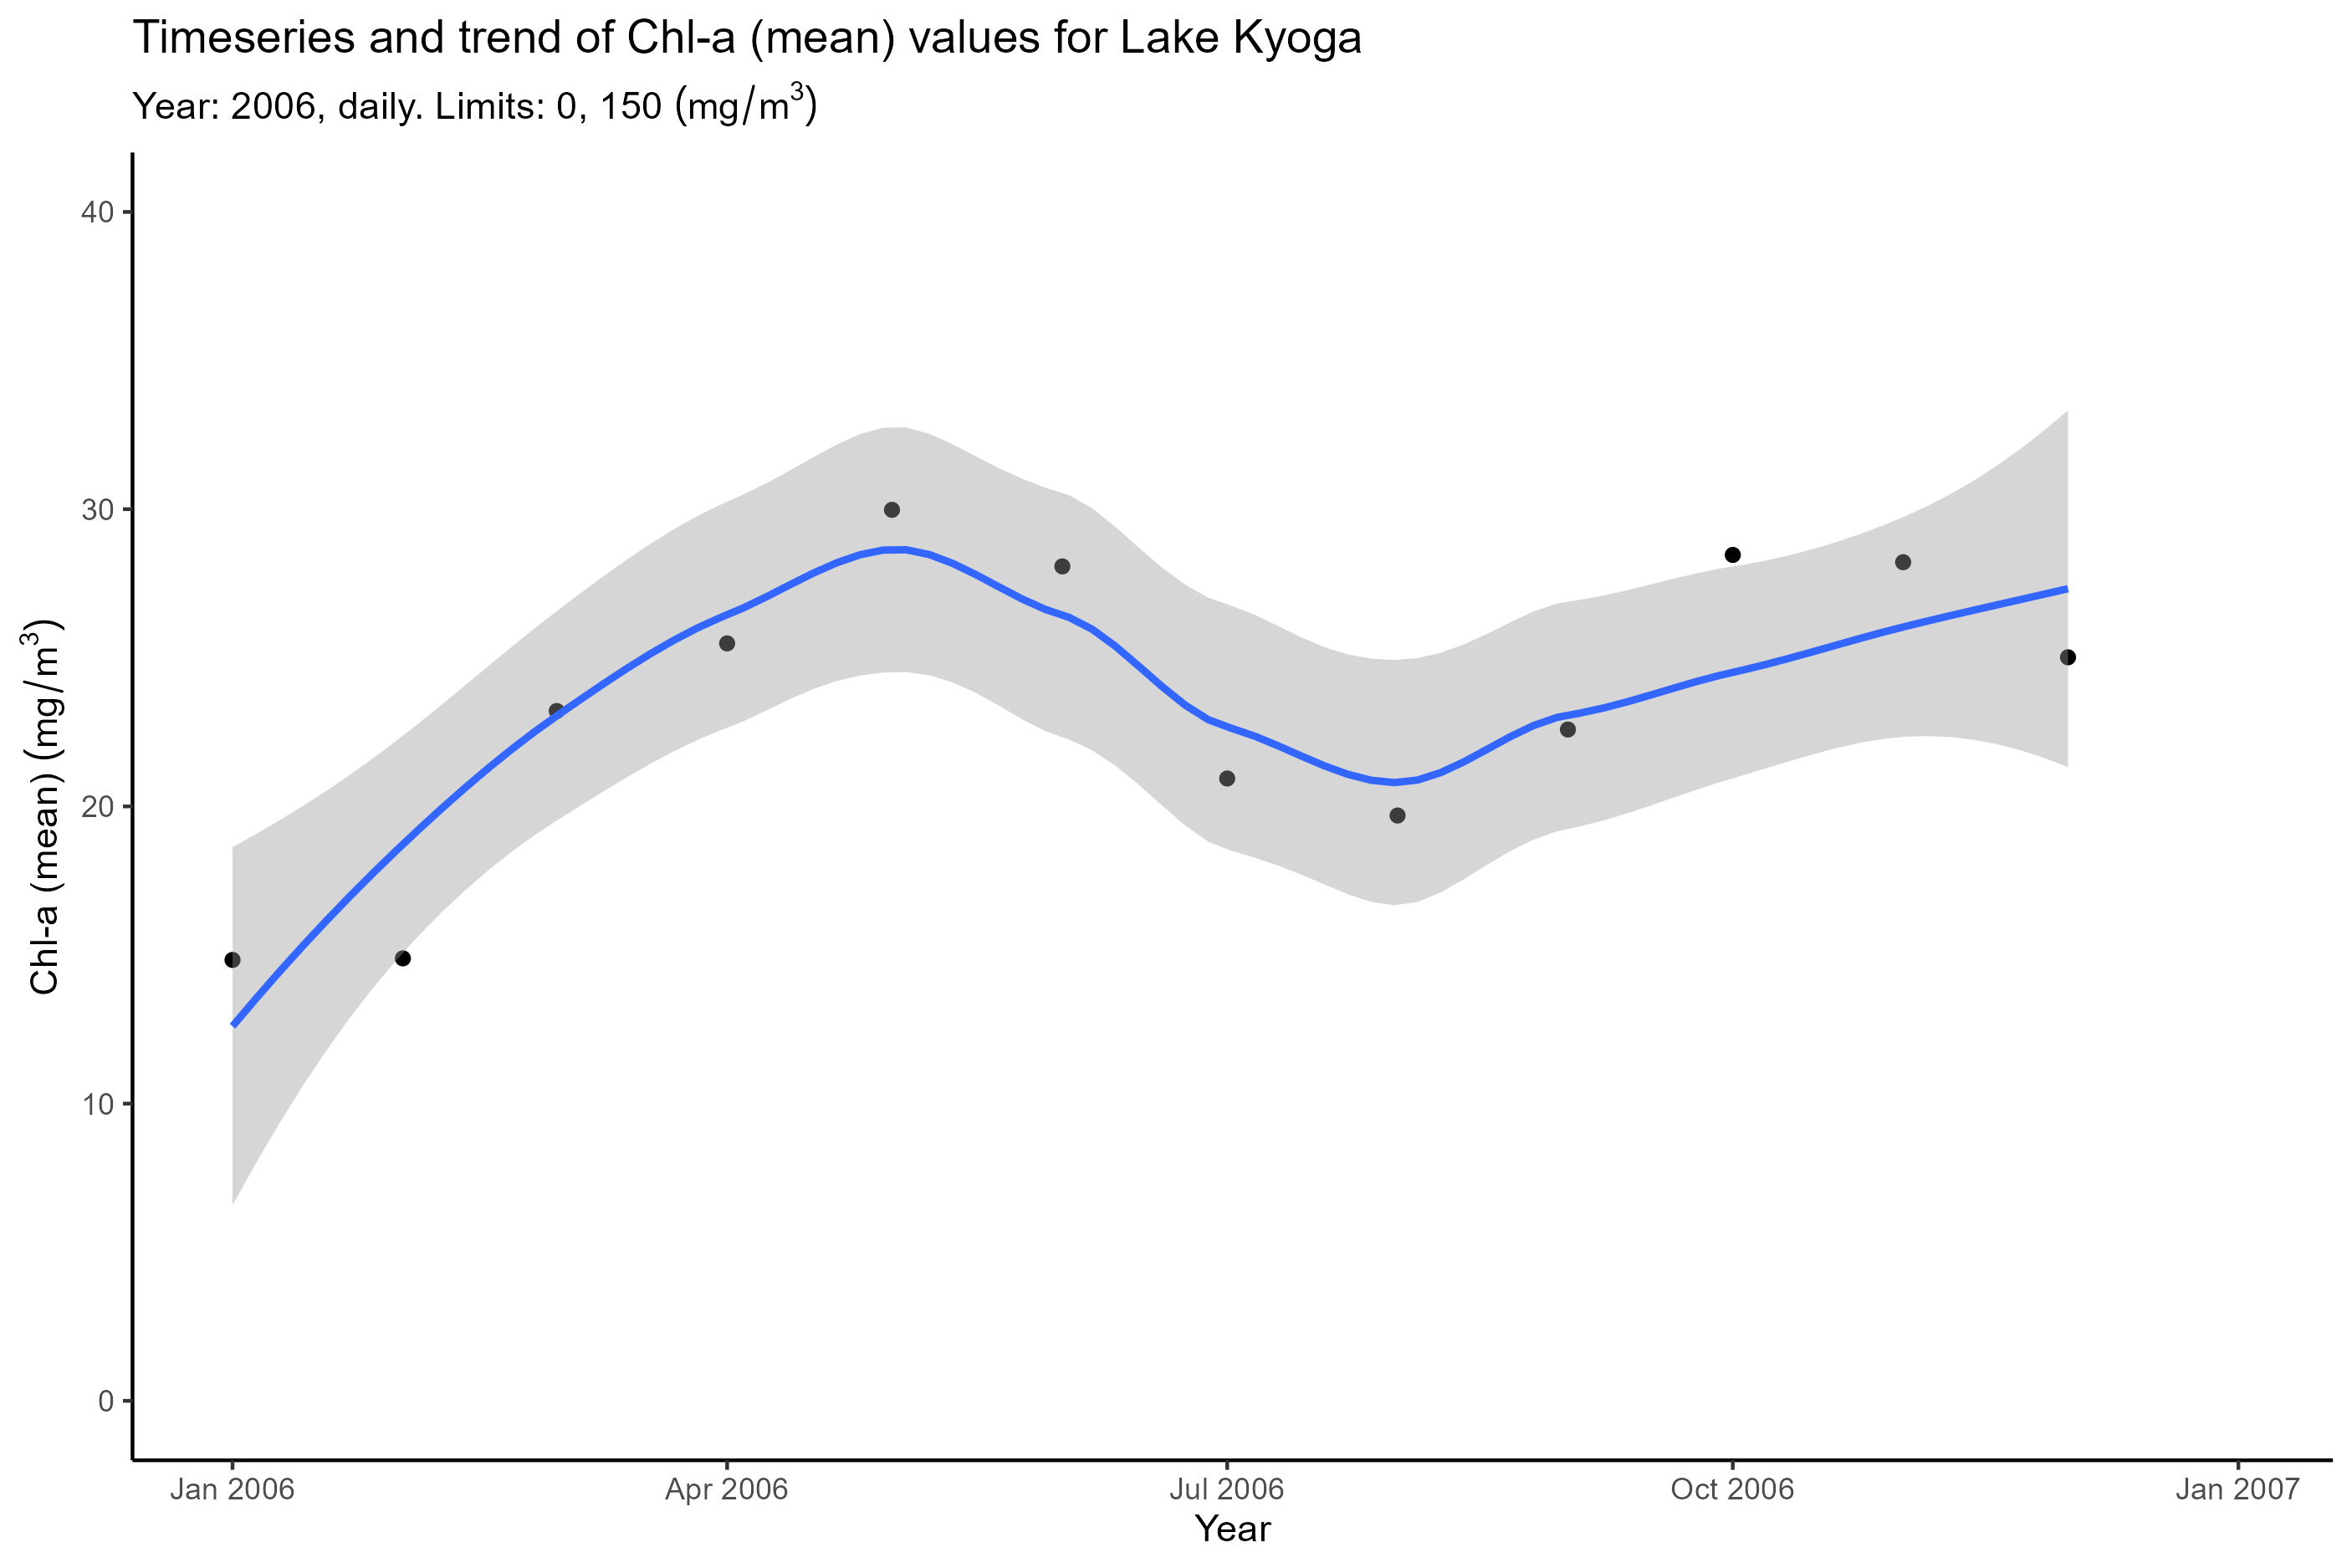 Timeseries and trend of Chl-a (mean) values for Lake Kyoga
Year: 2006, daily. Limits: 0, 150 (mg/m³)
Chl-a (mean) (mg/m³)
40
30
20
10
0
Jan 2006 Apr 2006 Jul 2006 Oct 2006 Jan 2007
Year